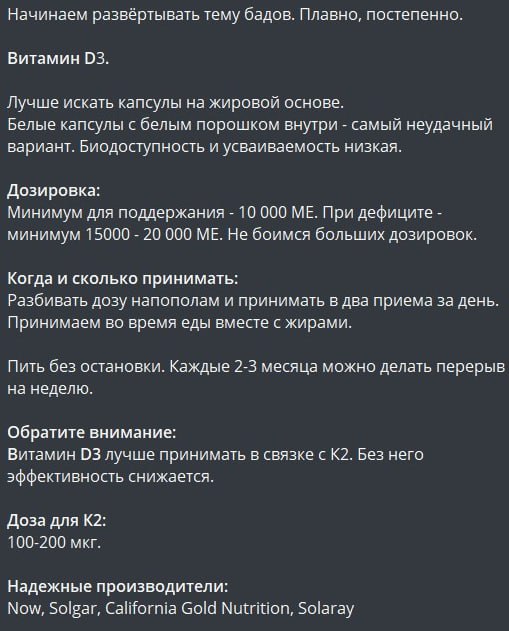 Начинаем развёртывать тему бадов. Плавно, постепенно.
Витамин D3.
Лучше искать капсулы на жировой основе.
Белые капсулы с белым порошком внутри - самый неудачный
вариант. Биодоступность и усваиваемость низкая.
Дозировка:
Минимум для поддержания - 10 000 МЕ. При дефиците -
минимум 15000 - 20 000 МЕ. Не боимся больших дозировок.
Когда и сколько принимать:
Разбивать дозу напополам и принимать в два приема за день.
Принимаем во время еды вместе с жирами.
Пить без остановки. Каждые 2-3 месяца можно делать перерыв
на неделю.
Обратите внимание:
Витамин D3 лучше принимать в связке с К2. Без него
эффективность снижается.
Доза для К2:
100-200 мкг.
Надежные производители:
Now, Solgar, California Gold Nutrition, Solaray